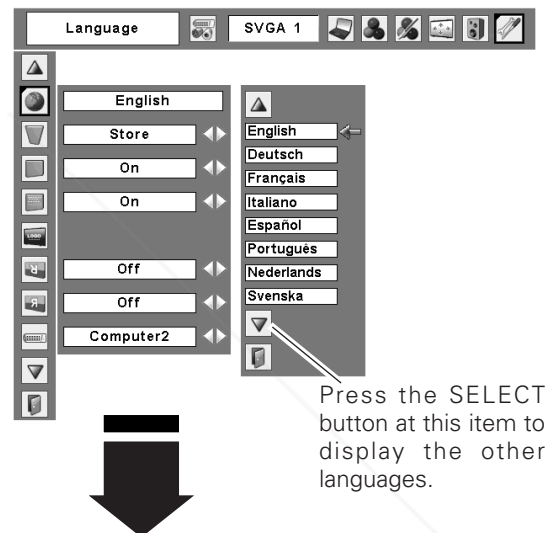 Language
SVGA 1
English
Store
On
On
Off
Off
Computer2
English
Deutsch
Français
Italiano
Español
Português
Nederlands
Svenska
Press the SELECT
button at this item to
display the other
languages.